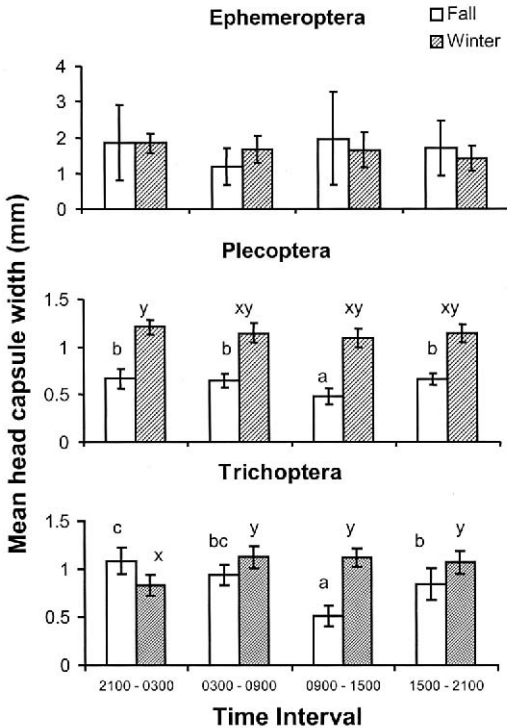 Ephemeroptera
Fall
Winter
4
3
2
1
0
Plecoptera
1.5
1
0.5
0
y
xy
xy
xy
b
b
a
b
Trichoptera
1.5
1
0.5
0
c
x
bc
y
a
y
b
y
2100 - 0300
0300 - 0900
0900 - 1500
1500 - 2100
Time Interval
Mean head capsule width (mm)